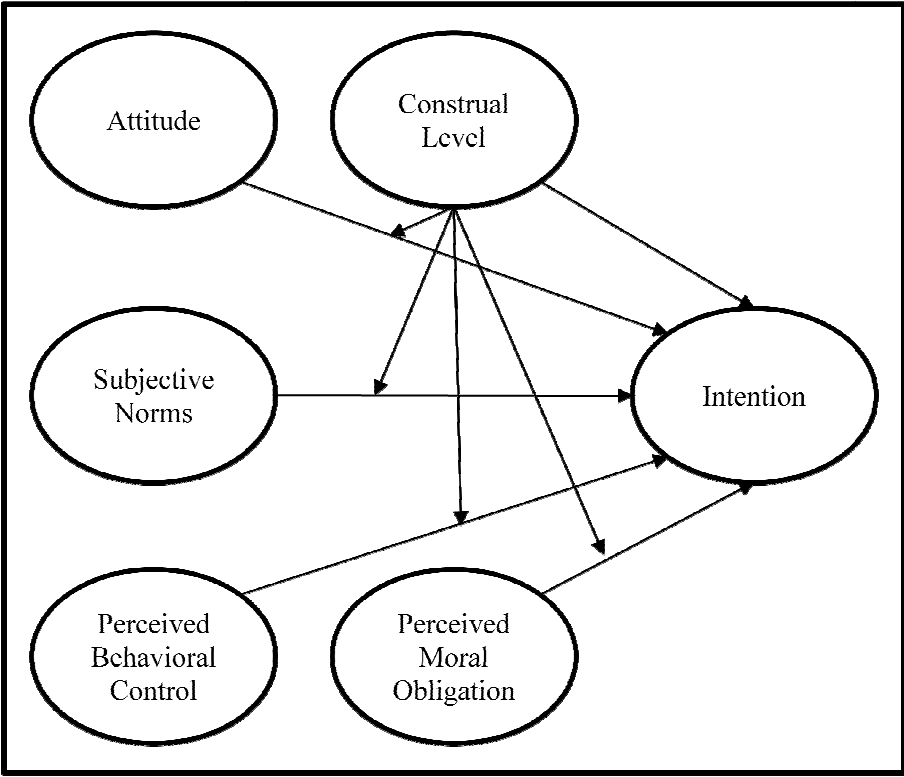 Attitude
Construal
Level
Subjective
Norms
Intention
Perceived
Behavioral
Control
Perceived
Moral
Obligation